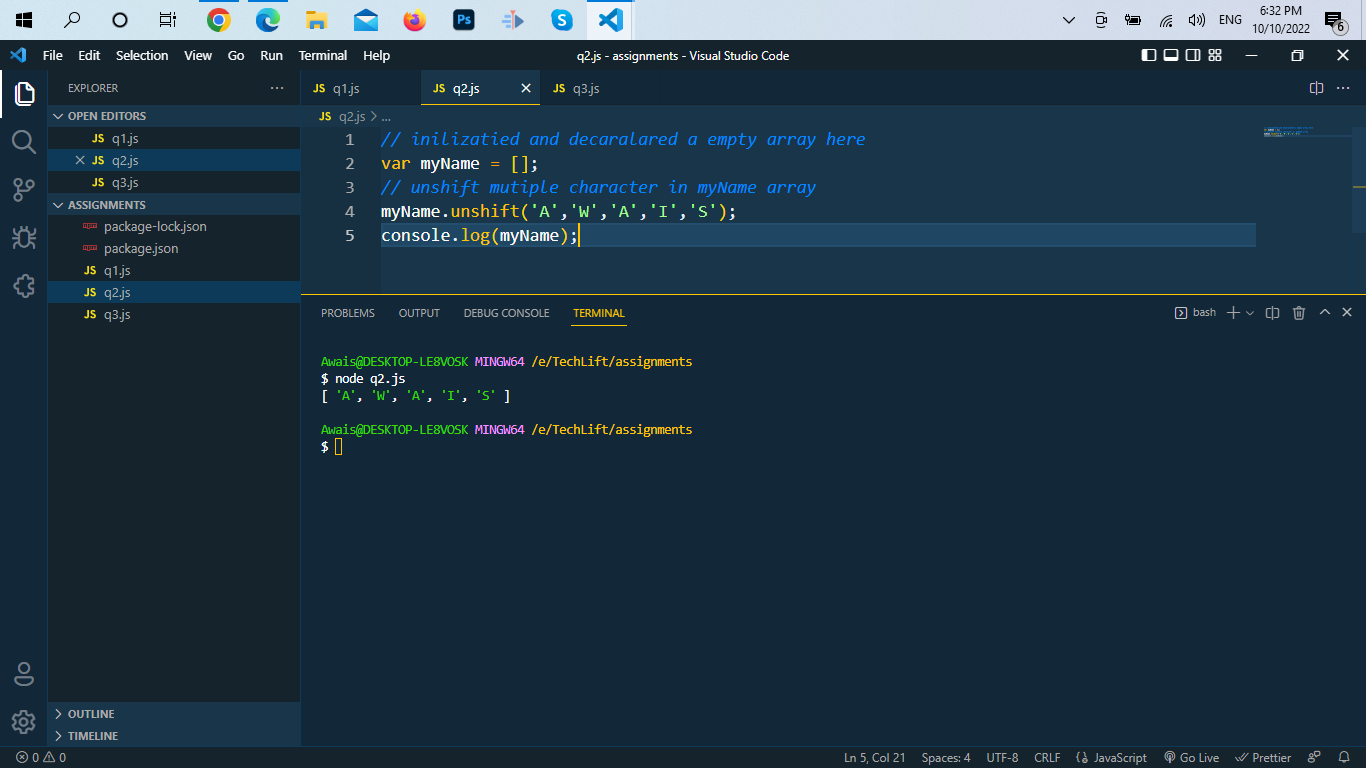 Ps
S
ENG
6:32 PM
10/10/2022
6
File Edit Selection View Go Run Terminal Help
q2.js - assignments - Visual Studio Code
EXPLORER
OPEN EDITORS
JS q1.js
JS q2.js
JS q3.js
ASSIGNMENTS
package-lock.json
package.json
JS q1.js
JS q2.js
JS q3.js
OUTLINE
TIMELINE
JS q1.js JS q2.js JS q3.js
JS q2.js > ...
1 // inilizatied and decaralared a empty array here
2 var myName = [];
3 // unshift mutiple character in myName array
4 myName.unshift('A','W','A','I','S');
5 console.log(myName);
PROBLEMS OUTPUT DEBUG CONSOLE TERMINAL
bash
Awais@DESKTOP-LE8VOSK MINGW64 /e/TechLift/assignments
$ node q2.js
[ 'A', 'W', 'A', 'I', 'S' ]
Awais@DESKTOP-LE8VOSK MINGW64 /e/TechLift/assignments
$
0 0
Ln 5, Col 21 Spaces: 4 UTF-8 CRLF {} JavaScript Go Live Prettier